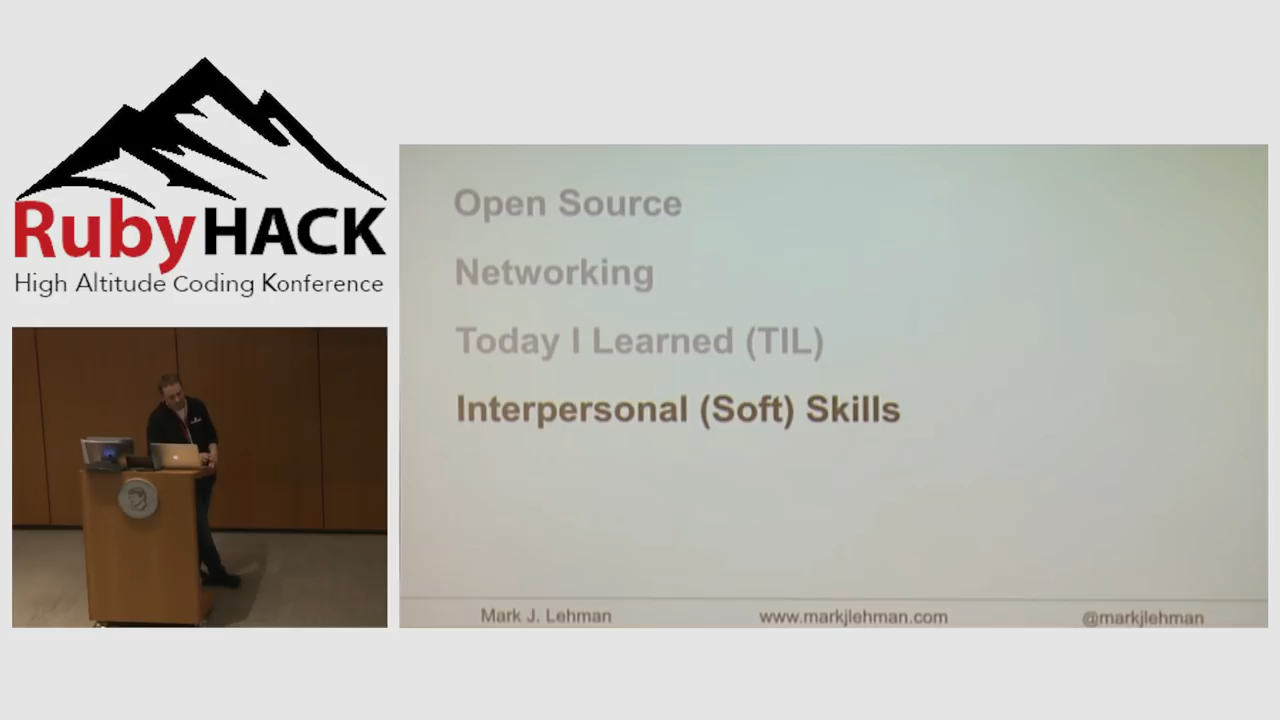 RubyHACK
High Altitude Coding Konference
Open Source
Networking
Today I Learned (TIL)
Interpersonal (Soft) Skills
Mark J. Lehman
www.markjlehman.com
@markjlehman